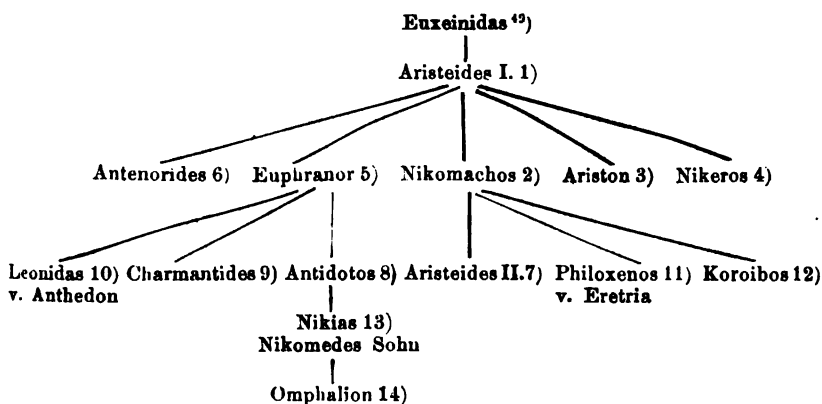 Euxeinidas 49)
Aristeides I. 1)
Antenorides 6) Euphranor 5) Nikomachos 2) Ariston 3) Nikeros 4)
Leonidas 10) Charmantides 9) Antidotos 8) Aristeides II. 7) Philoxenos 11) Koroibos 12)
v. Anthedon v. Eretria
Nikias 13)
Nikomedes Sohn
Omphalion 14)